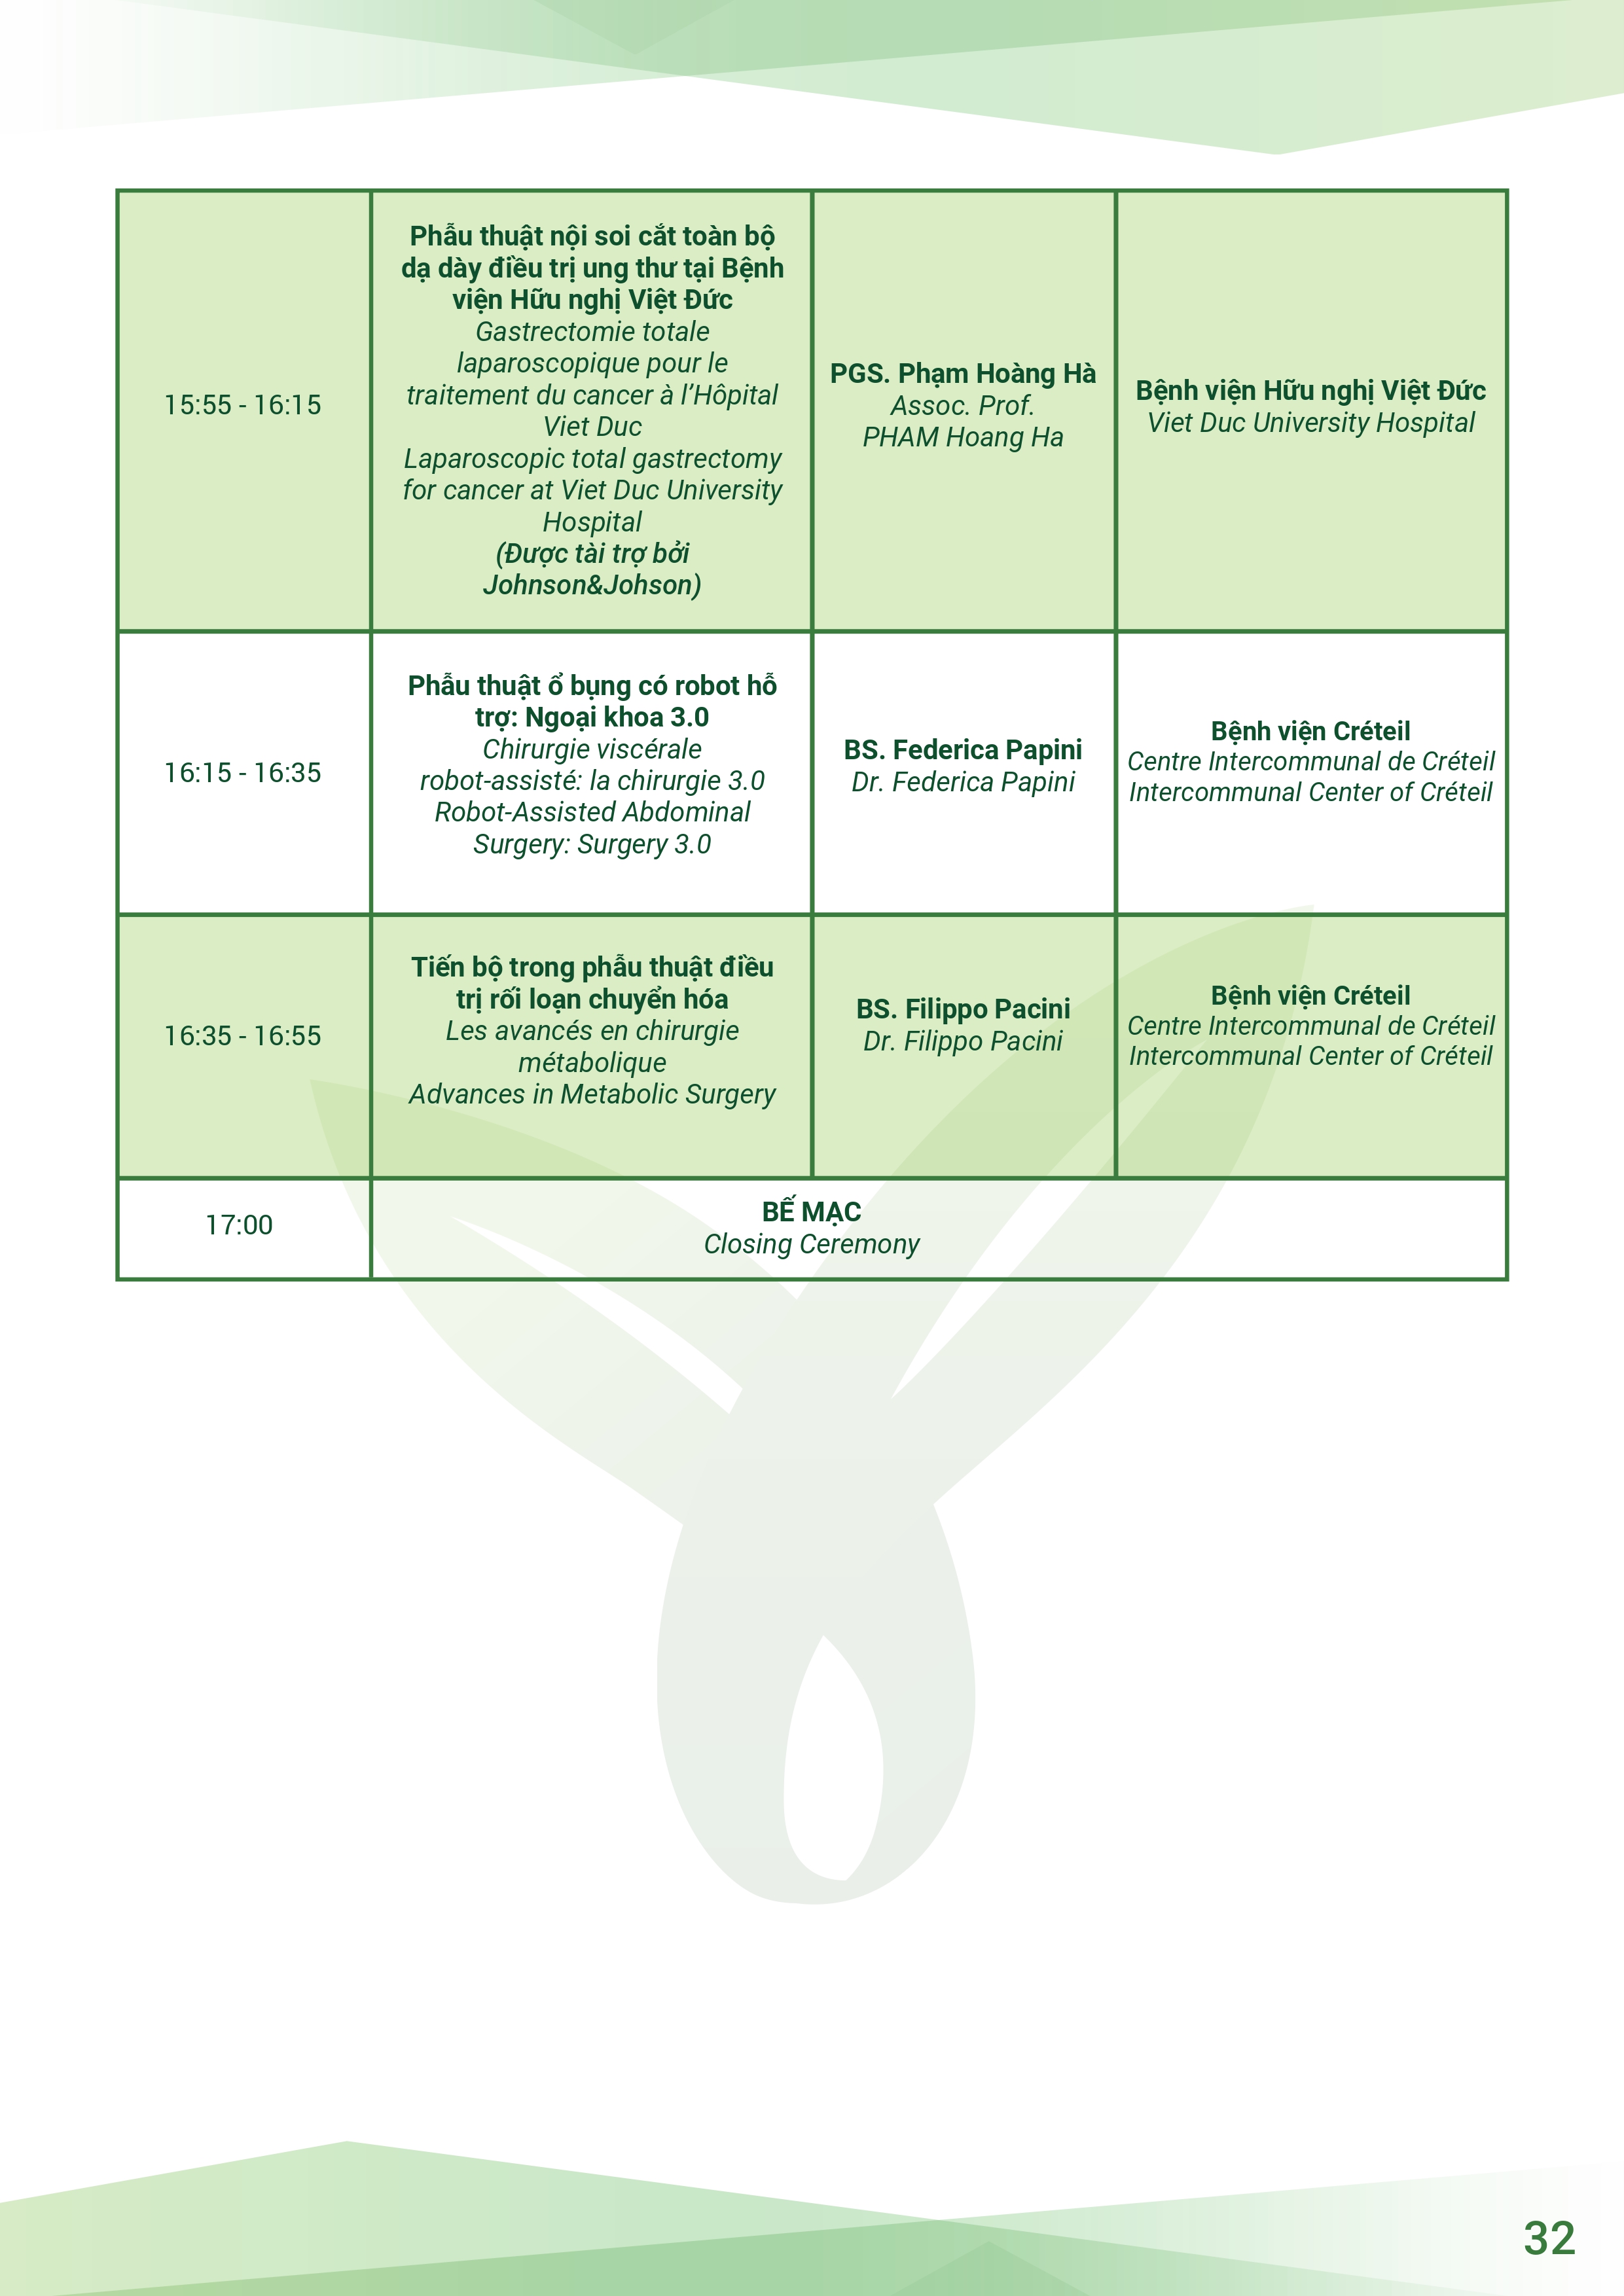 15:55 - 16:15
Phẫu thuật nội soi cắt toàn bộ
dạ dày điều trị ung thư tại Bệnh
viện Hữu nghị Việt Đức
Gastrectomie totale
laparoscopique pour le
traitement du cancer à l’Hôpital
Viet Duc
Laparoscopic total gastrectomy
for cancer at Viet Duc University
Hospital
(Được tài trợ bởi
Johnson&Johson)
PGS. Phạm Hoàng Hà
Assoc. Prof.
PHAM Hoang Ha
Bệnh viện Hữu nghị Việt Đức
Viet Duc University Hospital
16:15 - 16:35
Phẫu thuật ổ bụng có robot hỗ
trợ: Ngoại khoa 3.0
Chirurgie viscérale
robot-assisté: la chirurgie 3.0
Robot-Assisted Abdominal
Surgery: Surgery 3.0
BS. Federica Papini
Dr. Federica Papini
Bệnh viện Créteil
Centre Intercommunal de Créteil
Intercommunal Center of Créteil
16:35 - 16:55
Tiến bộ trong phẫu thuật điều
trị rối loạn chuyển hóa
Les avancés en chirurgie
métabolique
Advances in Metabolic Surgery
BS. Filippo Pacini
Dr. Filippo Pacini
Bệnh viện Créteil
Centre Intercommunal de Créteil
Intercommunal Center of Créteil
17:00
BẾ MẠC
Closing Ceremony
32